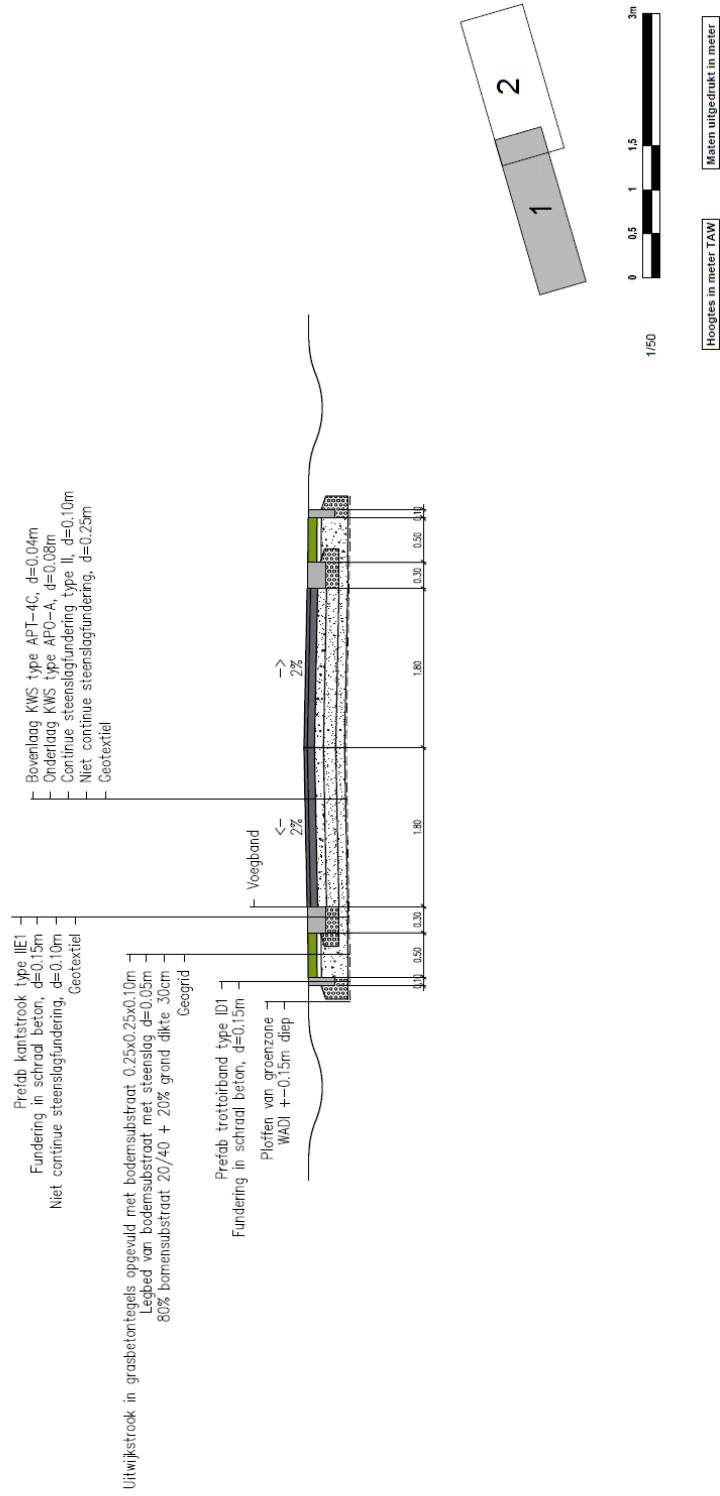 Prefab kantstrook type IIE1
Fundering in schraal beton, d=0.15m
Niet continue steenslagfundering, d=0.10m
Geotextiel
Uitwijkstrook in grasbetontegels opgevuld met bodemsubstraat 0.25x0.25x0.10m
Legbed van bodemsubstraat met steenslag d=0.05m
80% bomensubstraat 20/40 + 20% grond dikte 30cm
Geogrid
Prefab trottoirband type ID1
Fundering in schraal beton, d=0.15m
Ploffen van groenzone
WADI +-0.15m diep
Voegband
Bovenlaag KWS type APT-4C, d=0.04m
Onderlaag KWS type APO-A, d=0.08m
Continue steenslagfundering type II, d=0.10m
Niet continue steenslagfundering, d=0.25m
Geotextiel
<-
2%
->
2%
0.10
0.50
0.30
1.80
1.80
0.30
0.50
0.10
1
2
1/50
0
0.5
1
1.5
3m
Hoogtes in meter TAW
Maten uitgedrukt in meter